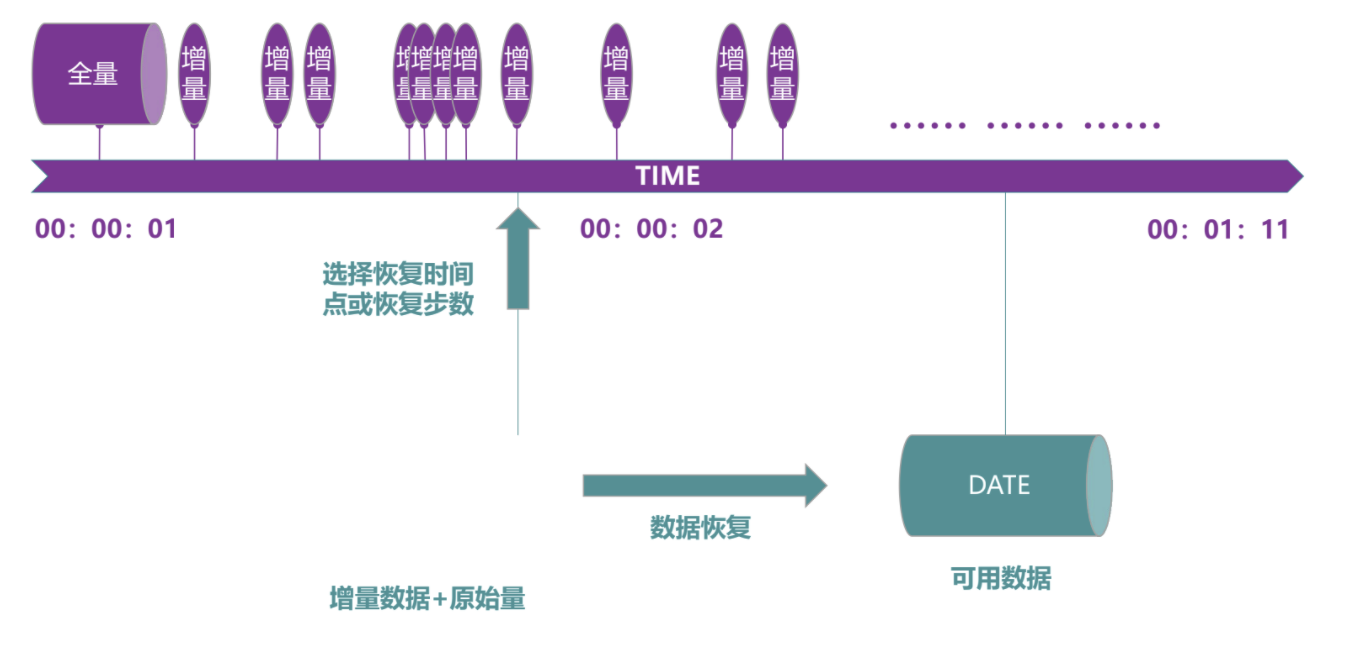 全量
增量
增量
增量
增量
增量
增量
增量
增量
增量
增量
增量
...... ...... ......
TIME
00：00：01
00：00：02
00：01：11
选择恢复时间
点或恢复步数
DATE
数据恢复
可用数据
增量数据+原始量